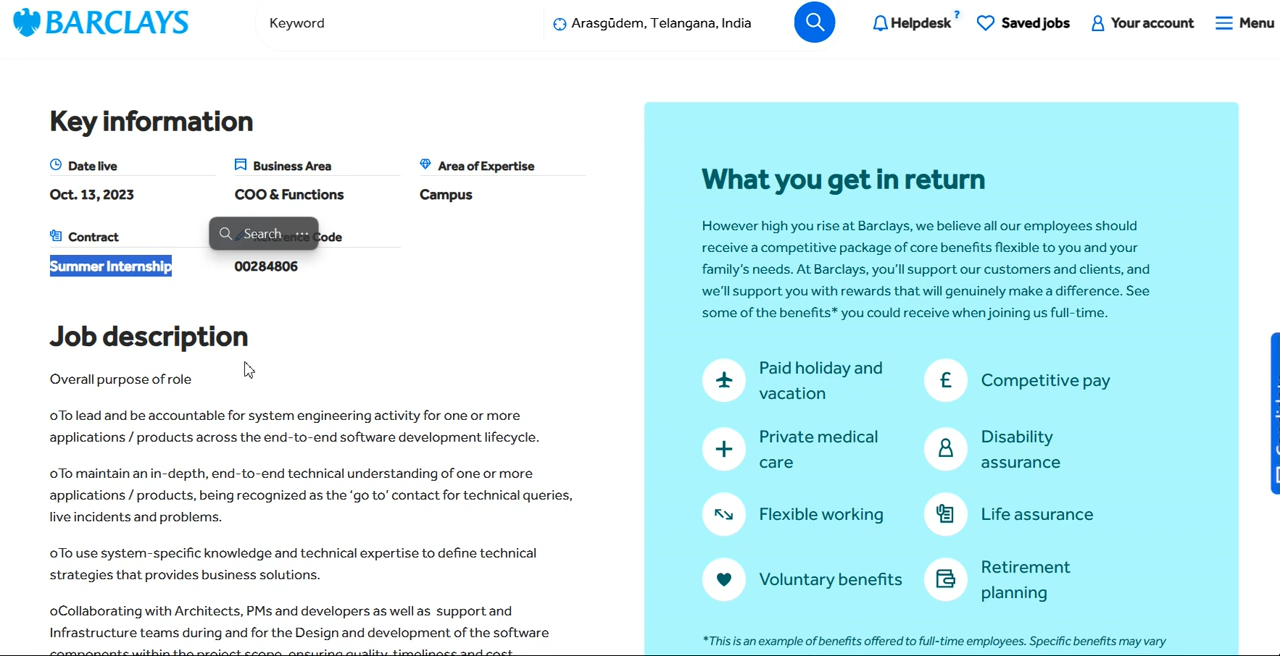 BARCLAYS
Keyword
Arasgūdem, Telangana, India
Helpdesk ?
Saved jobs
Your account
Menu
Key information
Date live
Business Area
Area of Expertise
Oct. 13, 2023
COO & Functions
Campus
Contract
Search ...
Code
Summer Internship
00284806
Job description
Overall purpose of role
oTo lead and be accountable for system engineering activity for one or more
applications / products across the end-to-end software development lifecycle.
oTo maintain an in-depth, end-to-end technical understanding of one or more
applications / products, being recognized as the ‘go to’ contact for technical queries,
live incidents and problems.
oTo use system-specific knowledge and technical expertise to define technical
strategies that provides business solutions.
oCollaborating with Architects, PMs and developers as well as support and
Infrastructure teams during and for the Design and development of the software
components within the project scope, ensuring quality, timeliness and cost
What you get in return
However high you rise at Barclays, we believe all our employees should
receive a competitive package of core benefits flexible to you and your
family’s needs. At Barclays, you’ll support our customers and clients, and
we’ll support you with rewards that will genuinely make a difference. See
some of the benefits* you could receive when joining us full-time.
Paid holiday and
vacation
£
Competitive pay
Private medical
care
Disability
assurance
Flexible working
Life assurance
Voluntary benefits
Retirement
planning
*This is an example of benefits offered to full-time employees. Specific benefits may vary